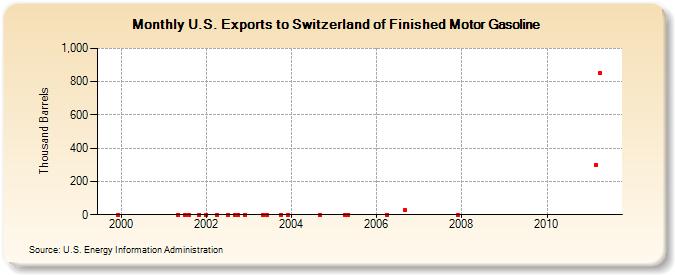 Monthly U.S. Exports to Switzerland of Finished Motor Gasoline
Thousand Barrels
1,000
800
600
400
200
0
2000 2002 2004 2006 2008 2010
Source: U.S. Energy Information Administration